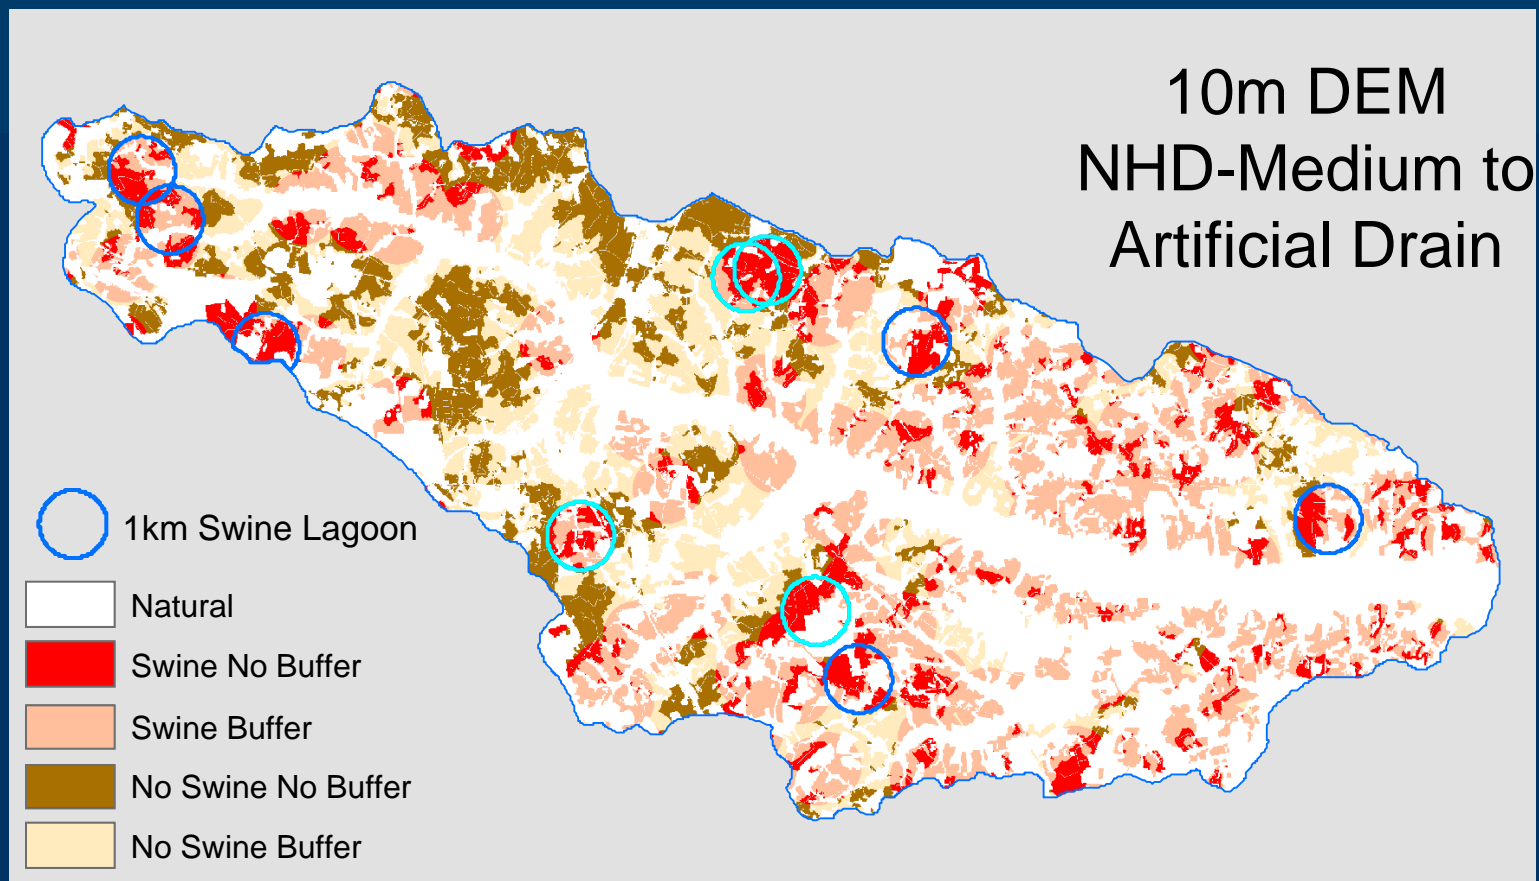 10m DEM
NHD-Medium to
Artificial Drain
1km Swine Lagoon
Natural
Swine No Buffer
Swine Buffer
No Swine No Buffer
No Swine Buffer